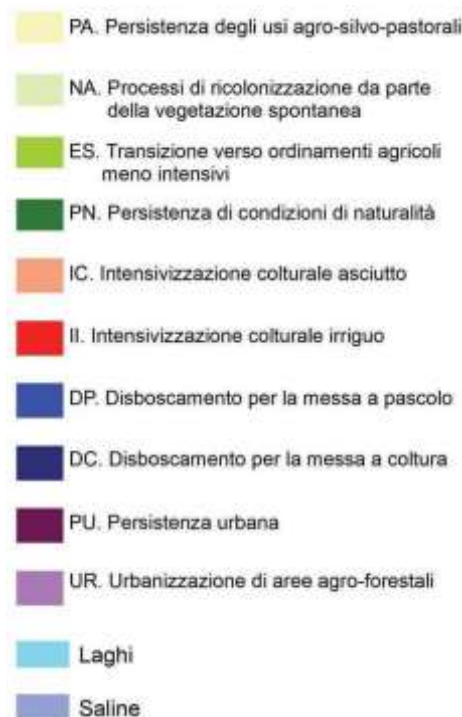 PA. Persistenza degli usi agro-silvo-pastorali
NA. Processi di ricolonizzazione da parte
della vegetazione spontanea
ES. Transizione verso ordinamenti agricoli
meno intensivi
PN. Persistenza di condizioni di naturalità
IC. Intensivizzazione colturale asciutto
II. Intensivizzazione colturale irriguo
DP. Disboscamento per la messa a pascolo
DC. Disboscamento per la messa a coltura
PU. Persistenza urbana
UR. Urbanizzazione di aree agro-forestali
Laghi
Saline